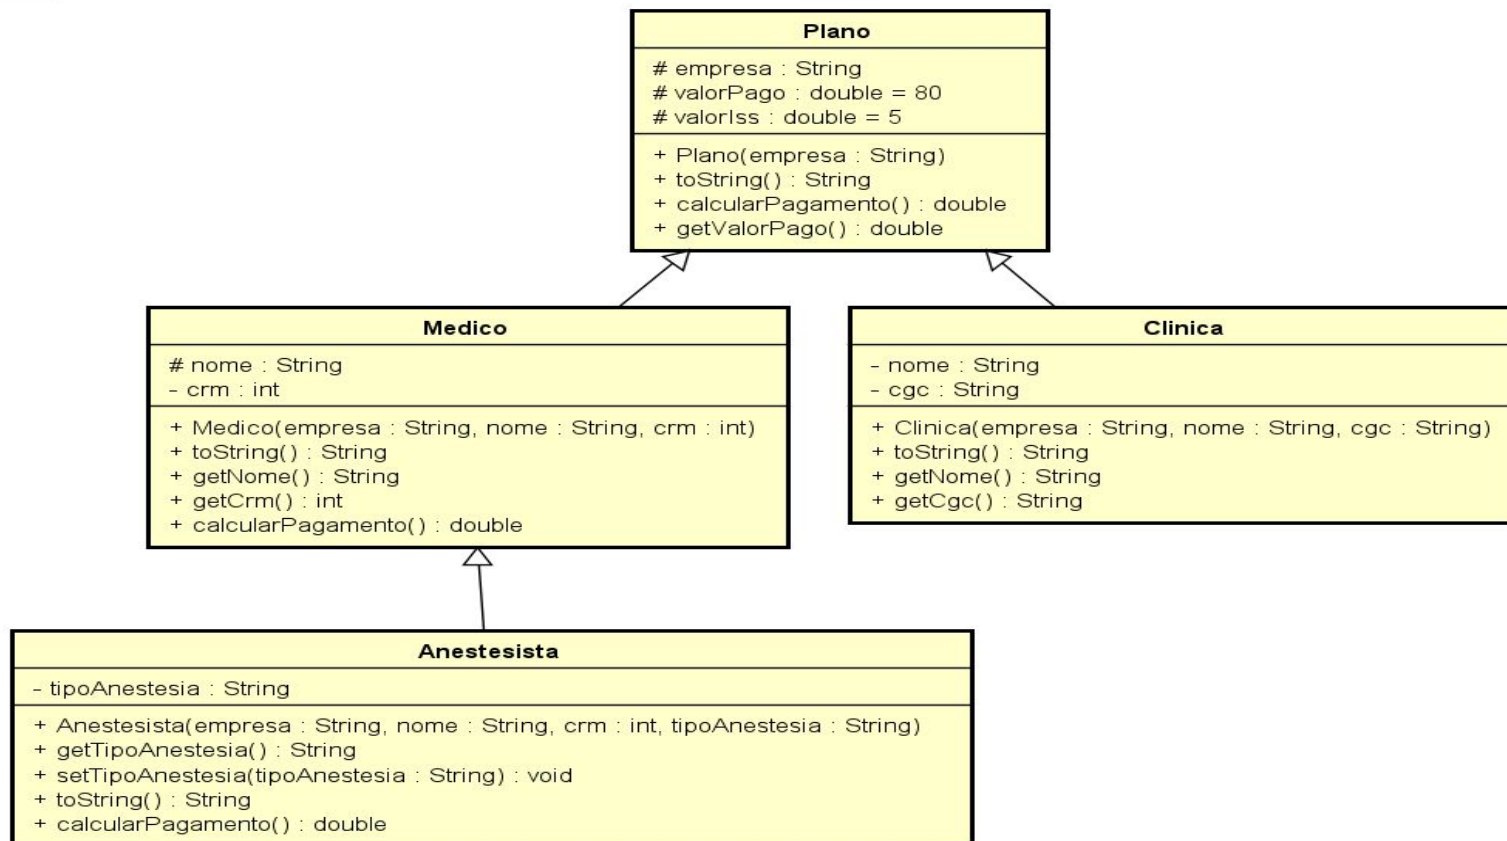 Plano
# empresa : String
# valorPago : double = 80
# valorIss : double = 5
+ Plano(empresa : String)
+ toString() : String
+ calcularPagamento() : double
+ getValorPago() : double
Medico
# nome : String
- crm : int
+ Medico(empresa : String, nome : String, crm : int)
+ toString() : String
+ getNome() : String
+ getCrm() : int
+ calcularPagamento() : double
Clinica
- nome : String
- cgc : String
+ Clinica(empresa : String, nome : String, cgc : String)
+ toString() : String
+ getNome() : String
+ getCgc() : String
Anestesista
- tipoAnestesia : String
+ Anestesista(empresa : String, nome : String, crm : int, tipoAnestesia : String)
+ getTipoAnestesia() : String
+ setTipoAnestesia(tipoAnestesia : String) : void
+ toString() : String
+ calcularPagamento() : double